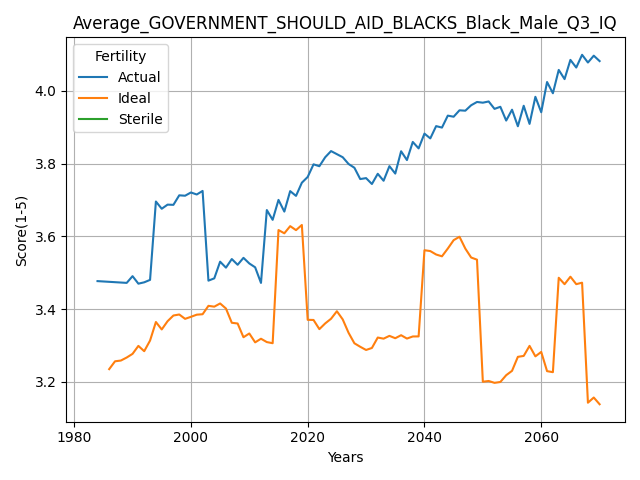 Average_GOVERNMENT_SHOULD_AID_BLACKS_Black_Male_Q3_IQ
Fertility
Actual
Ideal
Sterile
Score(1-5)
4.0
3.8
3.6
3.4
3.2
1980 2000 2020 2040 2060
Years